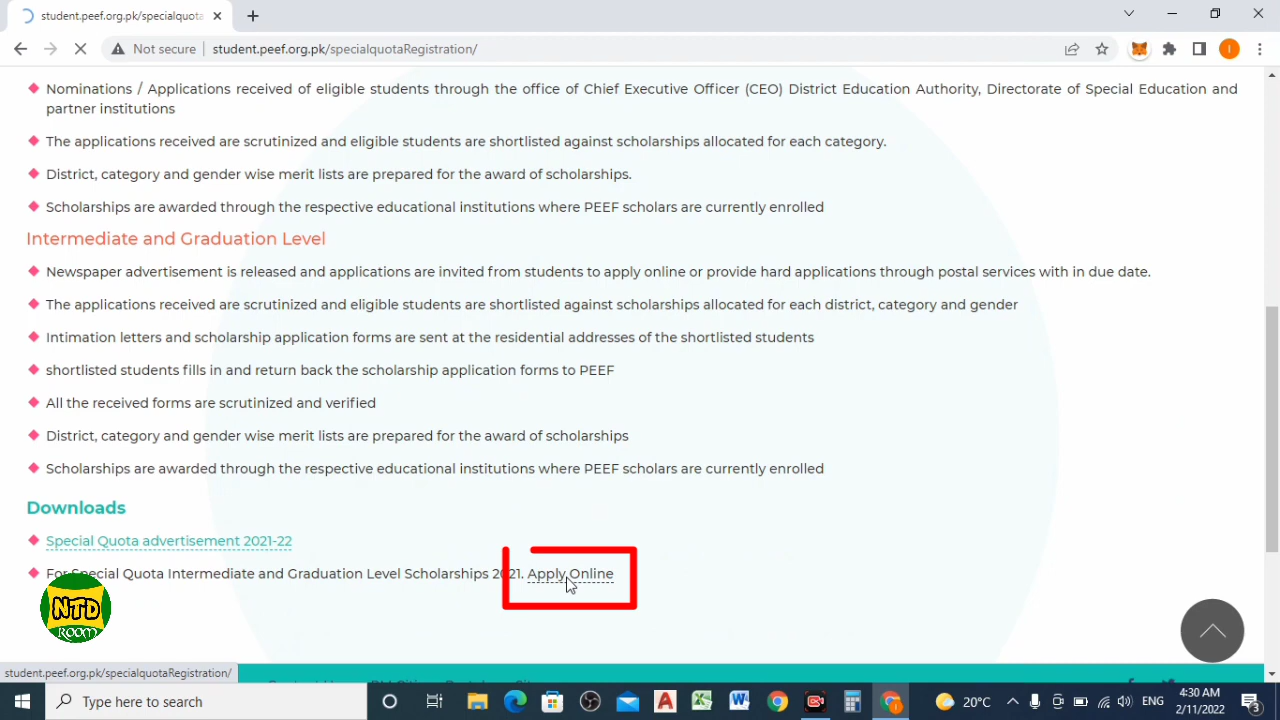 student.peef.org.pk/specialquota
Not secure
student.peef.org.pk/specialquotaRegistration/
Nominations / Applications received of eligible students through the office of Chief Executive Officer (CEO) District Education Authority, Directorate of Special Education and
partner institutions
The applications received are scrutinized and eligible students are shortlisted against scholarships allocated for each category.
District, category and gender wise merit lists are prepared for the award of scholarships.
Scholarships are awarded through the respective educational institutions where PEEF scholars are currently enrolled
Intermediate and Graduation Level
Newspaper advertisement is released and applications are invited from students to apply online or provide hard applications through postal services with in due date.
The applications received are scrutinized and eligible students are shortlisted against scholarships allocated for each district, category and gender
Intimation letters and scholarship application forms are sent at the residential addresses of the shortlisted students
shortlisted students fills in and return back the scholarship application forms to PEEF
All the received forms are scrutinized and verified
District, category and gender wise merit lists are prepared for the award of scholarships
Scholarships are awarded through the respective educational institutions where PEEF scholars are currently enrolled
Downloads
Special Quota advertisement 2021-22
For Special Quota Intermediate and Graduation Level Scholarships 2021. Apply Online
NTD
ROOM
student.peef.org.pk/specialquotaRegistration/
Type here to search
20°C
ENG
4:30 AM
2/11/2022
3